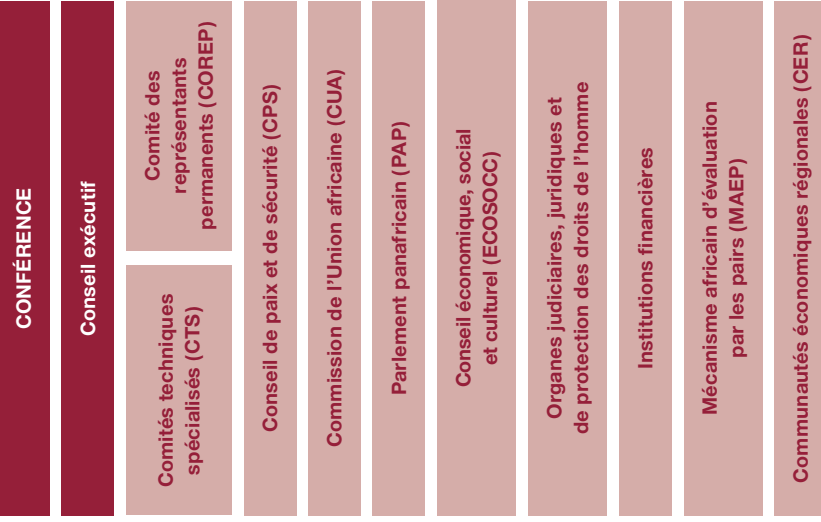 CONFÉRENCE
Conseil exécutif
Comité des
représentants
permanents (COREP)
Comités techniques
spécialisés (CTS)
Conseil de paix et de sécurité (CPS)
Commission de l'Union africaine (CUA)
Parlement panafricain (PAP)
Conseil économique, social
et culturel (ECOSOCC)
Organes judiciaires, juridiques et
de protection des droits de l'homme
Institutions financières
Mécanisme africain d'évaluation
par les pairs (MAEP)
Communautés économiques régionales (CER)